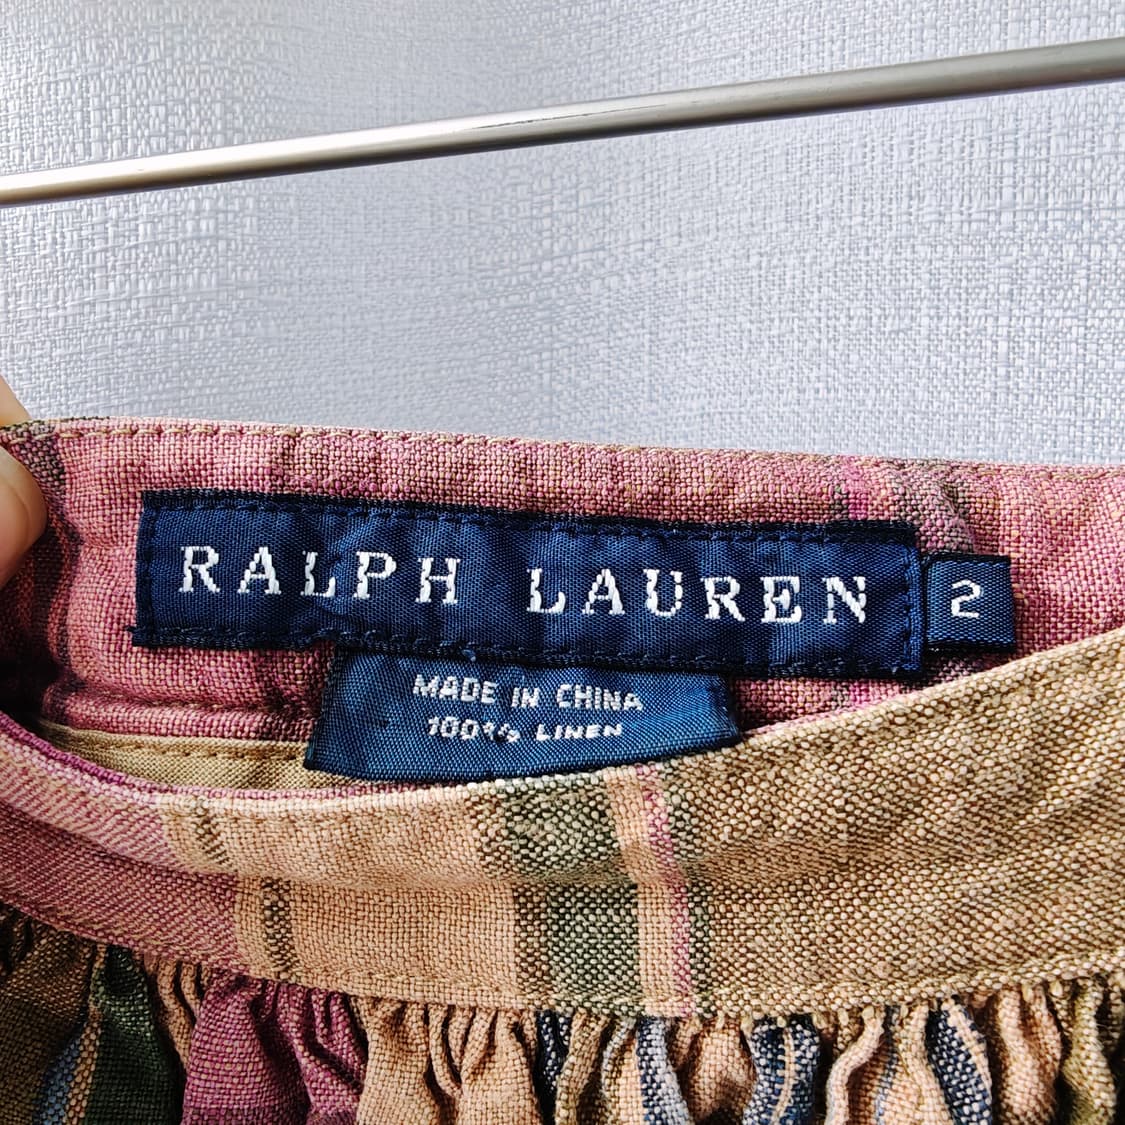 RALPH LAUREN
2
MADE IN CHINA
100% LINEN